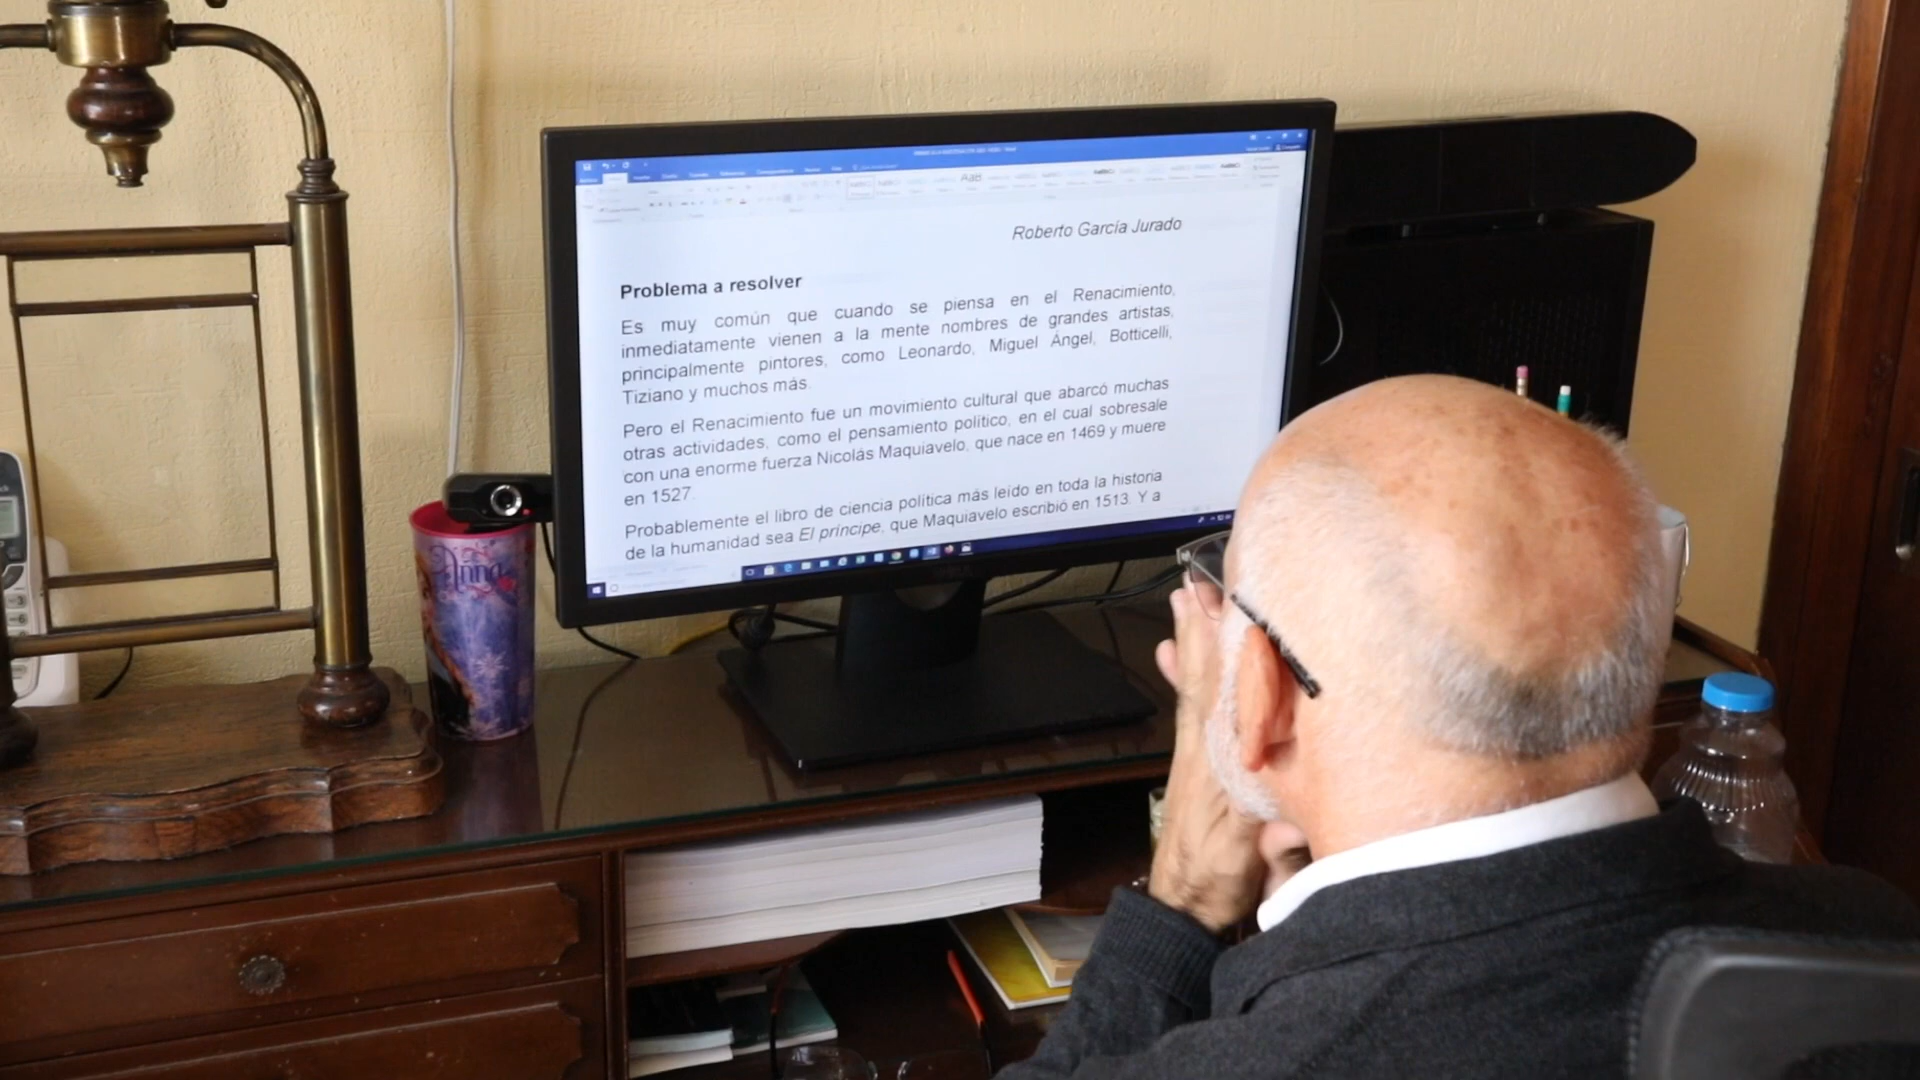 Roberto García Jurado
Problema a resolver
Es muy común que cuando se piensa en el Renacimiento,
inmediatamente vienen a la mente nombres de grandes artistas,
principalmente pintores, como Leonardo, Miguel Ángel, Botticelli,
Tiziano y muchos más.
Pero el Renacimiento fue un movimiento cultural que abarcó muchas
otras actividades, como el pensamiento político, en el cual sobresale
con una enorme fuerza Nicolás Maquiavelo, que nace en 1469 y muere
en 1527.
Probablemente el libro de ciencia política más leído en toda la historia
de la humanidad sea El príncipe, que Maquiavelo escribió en 1513. Y a
Anna